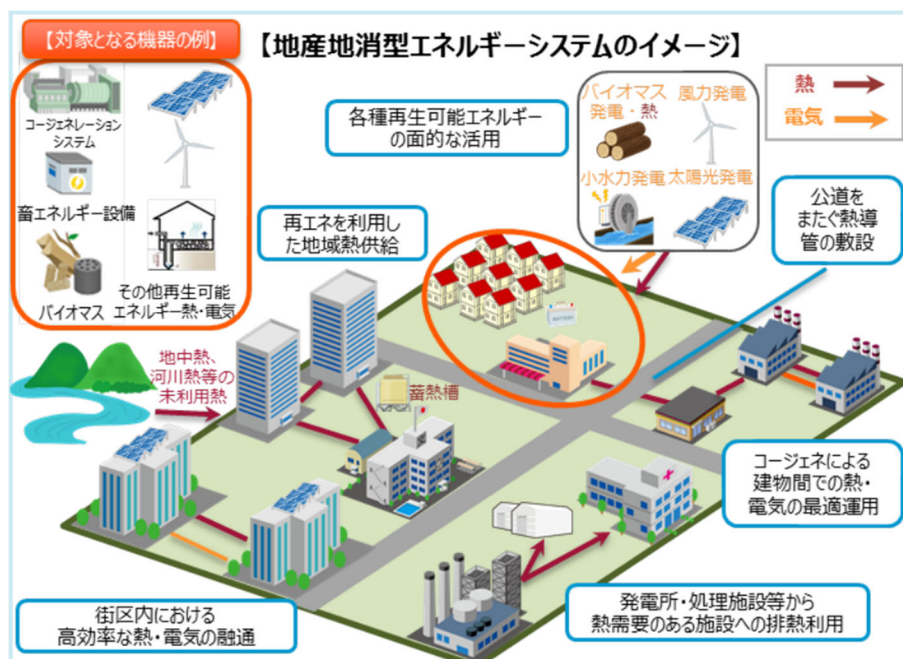 【対象となる機器の例】
【地産地消型エネルギーシステムのイメージ】
コージェネレーション
システム
畜エネルギー設備
バイオマス
その他再生可能
エネルギー熱・電気
各種再生可能エネルギー
の面的な活用
バイオマス
発電・熱
風力発電
小水力発電
太陽光発電
熱
電気
公道を
またぐ熱導
管の敷設
再エネを利用し
た地域熱供給
BATTERY
地中熱、
河川熱等の
未利用熱
蓄熱槽
コージェネによる
建物間での熱・
電気の最適運用
街区内における
高効率な熱・電気の融通
発電所・処理施設等から
熱需要のある施設への排熱利用